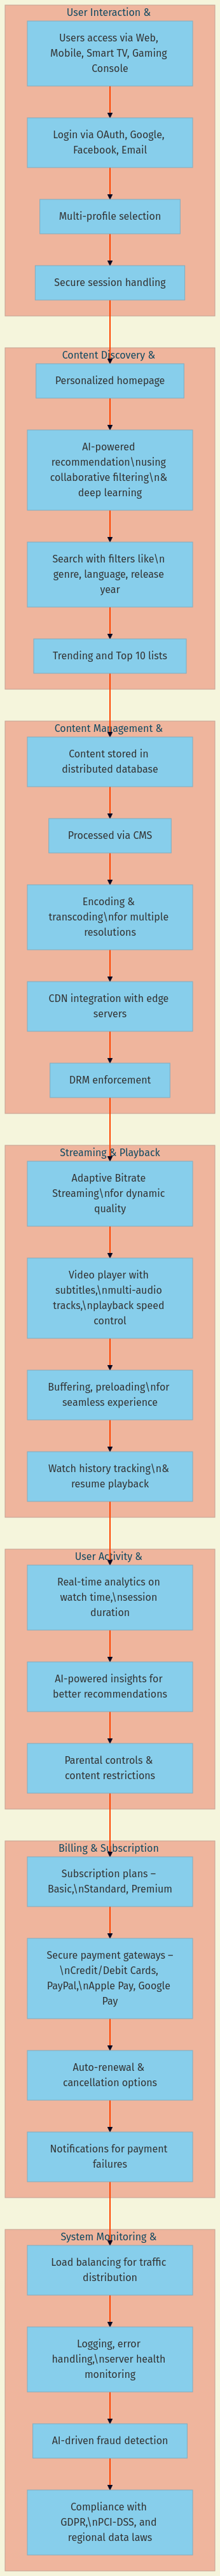 User Interaction &
Users access via Web,
Mobile, Smart TV, Gaming
Console
Login via OAuth, Google,
Facebook, Email
Multi-profile selection
Secure session handling
Content Discovery &
Personalized homepage
AI-powered
recommendation\nusing
collaborative filtering\n&
deep learning
Search with filters like\n
genre, language, release
year
Trending and Top 10 lists
Content Management &
Content stored in
distributed database
Processed via CMS
Encoding &
transcoding\nfor multiple
resolutions
CDN integration with edge
servers
DRM enforcement
Streaming & Playback
Adaptive Bitrate
Streaming\nfor dynamic
quality
Video player with
subtitles,\nmulti-audio
tracks,\nplayback speed
control
Buffering, preloading\nfor
seamless experience
Watch history tracking\n&
resume playback
User Activity &
Real-time analytics on
watch time,\nsession
duration
AI-powered insights for
better recommendations
Parental controls &
content restrictions
Billing & Subscription
Subscription plans –
Basic,\nStandard, Premium
Secure payment gateways –
\nCredit/Debit Cards,
PayPal,\nApple Pay, Google
Pay
Auto-renewal &
cancellation options
Notifications for payment
failures
System Monitoring &
Load balancing for traffic
distribution
Logging, error
handling,\nserver health
monitoring
AI-driven fraud detection
Compliance with
GDPR,\nPCI-DSS, and
regional data laws